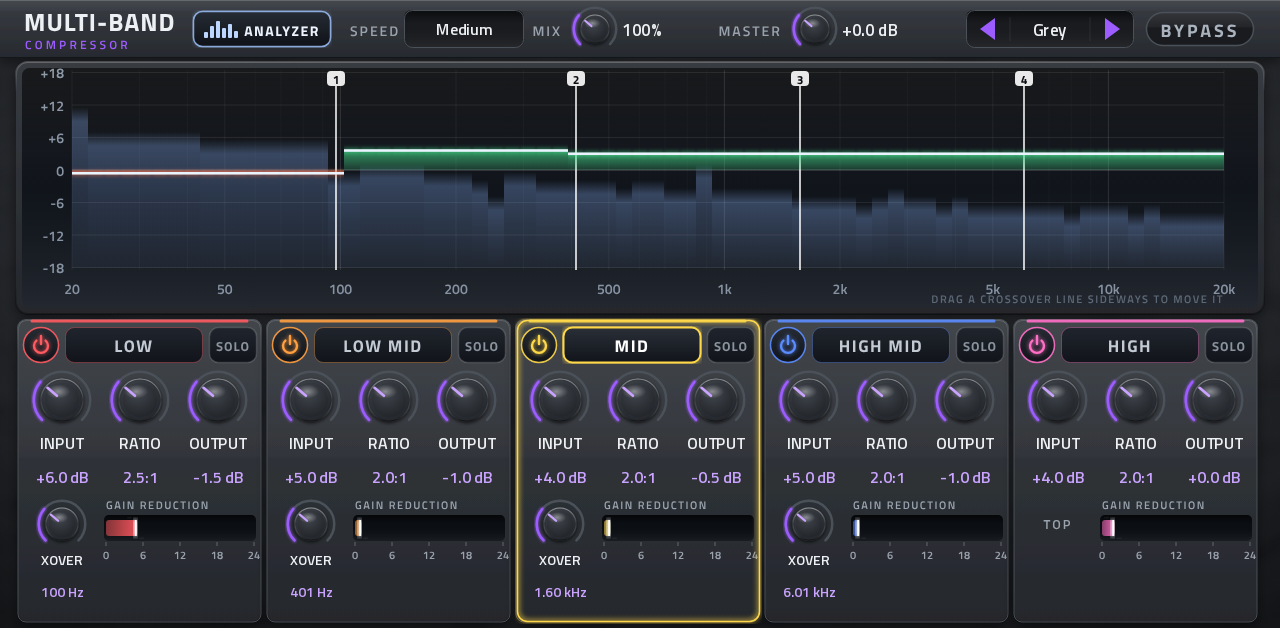 MULTI-BAND
COMPRESSOR
ANALYZER
SPEED
Medium
MIX
100%
MASTER
+0.0 dB
Grey
BYPASS
+18
+12
+6
0
-6
-12
-18
1
2
3
4
20
50
100
200
500
1k
2k
5k
10k
20k
DRAG A CROSSOVER LINE SIDEWAYS TO MOVE IT
LOW
SOLO
INPUT
RATIO
OUTPUT
+6.0 dB
2.5:1
-1.5 dB
GAIN REDUCTION
0 6 12 18 24
XOVER
100 Hz
LOW MID
SOLO
INPUT
RATIO
OUTPUT
+5.0 dB
2.0:1
-1.0 dB
GAIN REDUCTION
0 6 12 18 24
XOVER
401 Hz
MID
SOLO
INPUT
RATIO
OUTPUT
+4.0 dB
2.0:1
-0.5 dB
GAIN REDUCTION
0 6 12 18 24
XOVER
1.60 kHz
HIGH MID
SOLO
INPUT
RATIO
OUTPUT
+5.0 dB
2.0:1
-1.0 dB
GAIN REDUCTION
0 6 12 18 24
XOVER
6.01 kHz
HIGH
SOLO
INPUT
RATIO
OUTPUT
+4.0 dB
2.0:1
+0.0 dB
GAIN REDUCTION
TOP
0 6 12 18 24